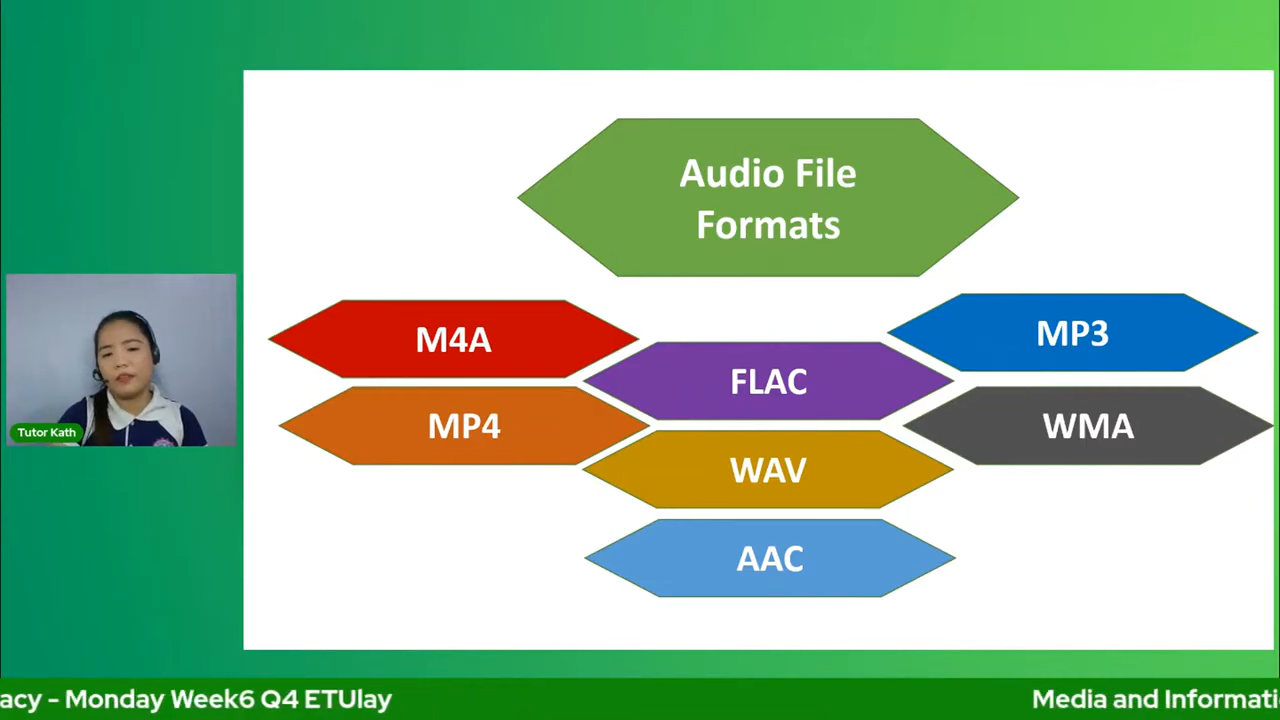 Audio File
Formats
M4A
MP3
FLAC
MP4
WMA
WAV
AAC
Tutor Kath
acy - Monday Week6 Q4 ETUlay
Media and Informati